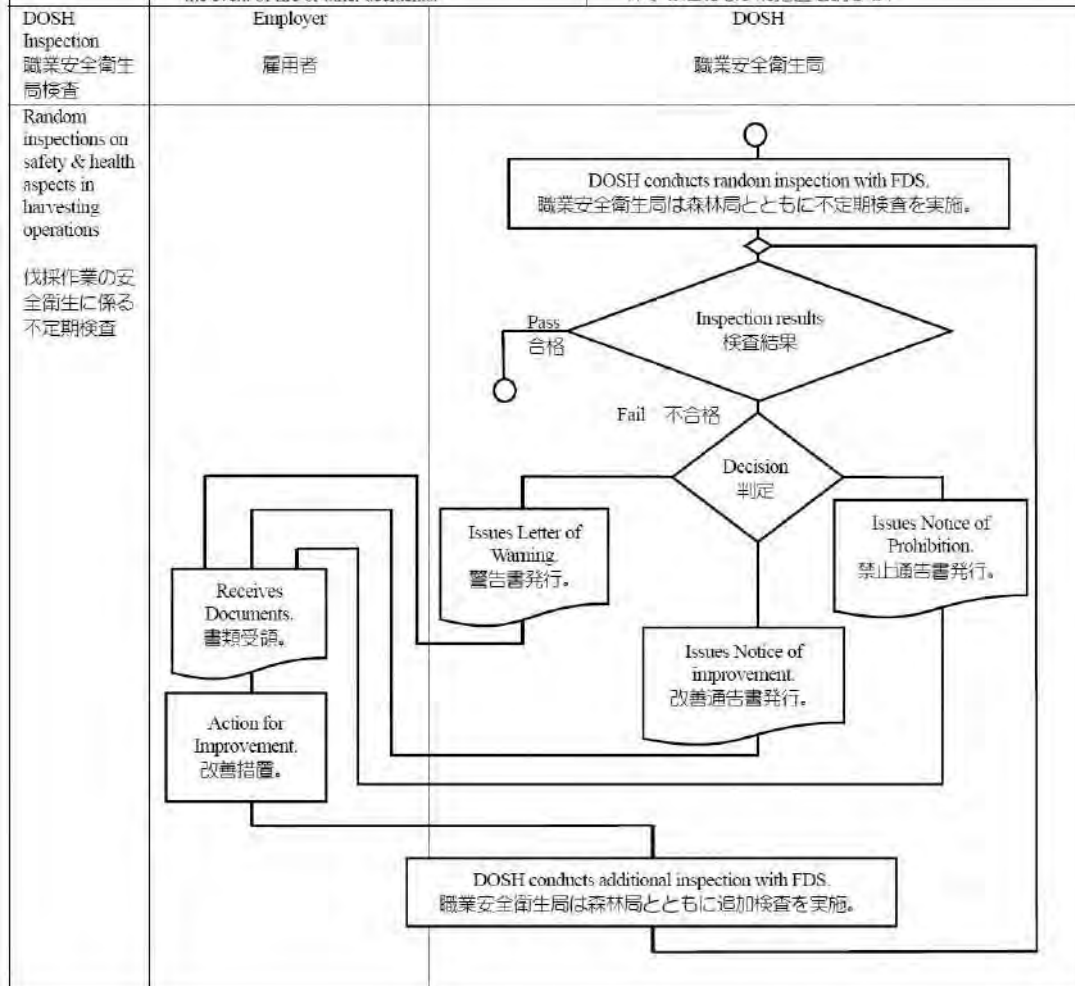 DOSH
Inspection
職業安全衛生
局検査
Employer
雇用者
DOSH
職業安全衛生局
Random
inspections on
safety & health
aspects in
harvesting
operations
伐採作業の安
全衛生に係る
不定期検査
DOSH conducts random inspection with FDS.
職業安全衛生局は森林局とともに不定期検査を実施。
Inspection results
検査結果
Pass
合格
Fail 不合格
Decision
判定
Issues Letter of
Warning.
警告書発行。
Issues Notice of
Prohibition.
禁止通告書発行。
Receives
Documents.
書類受領。
Issues Notice of
improvement.
改善通告書発行。
Action for
Improvement.
改善措置。
DOSH conducts additional inspection with FDS.
職業安全衛生局は森林局とともに追加検査を実施。